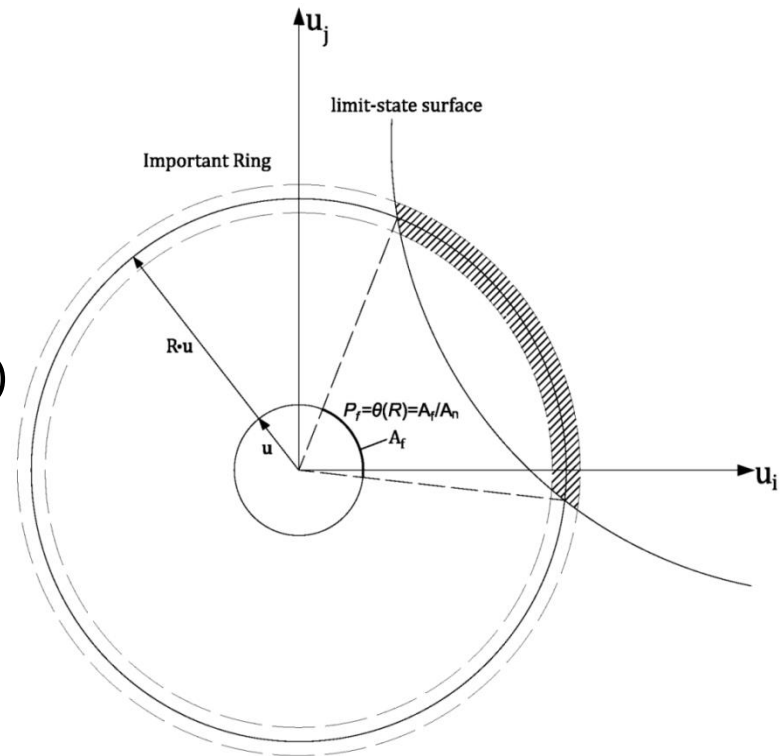 u_j
limit-state surface
Important Ring
R•u
)
P_f=θ(R)=A_f/A_n
A_f
u
u_i